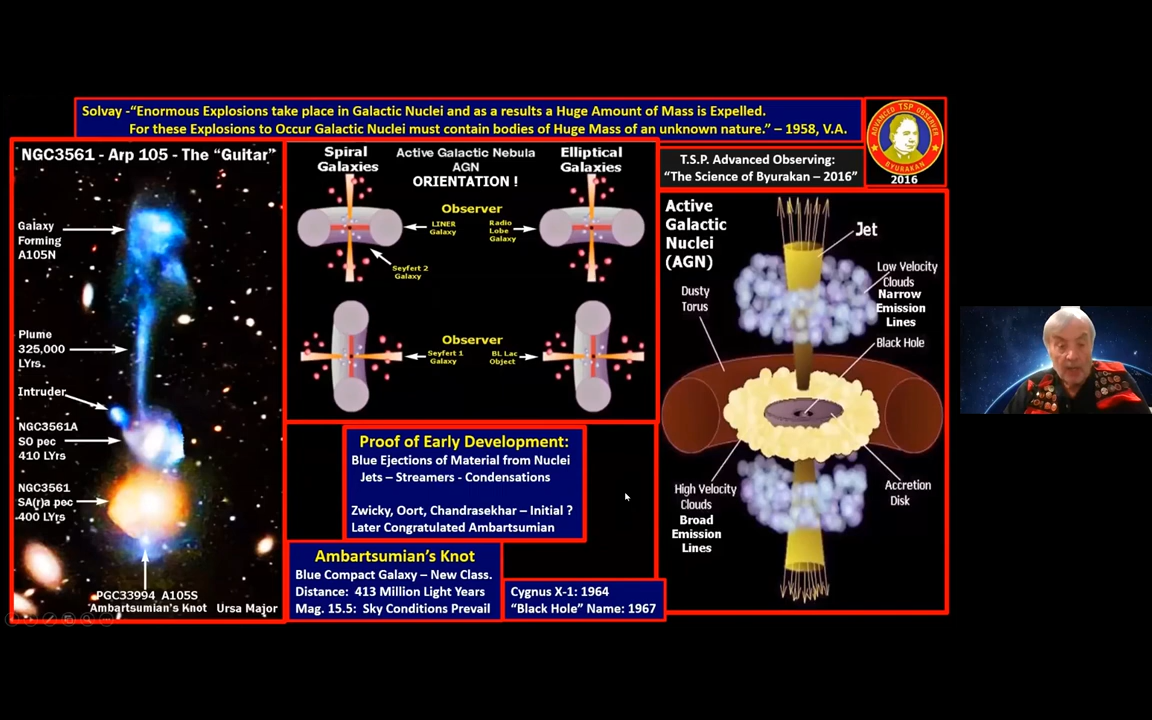 Solvay -“Enormous Explosions take place in Galactic Nuclei and as a results a Huge Amount of Mass is Expelled.
For these Explosions to Occur Galactic Nuclei must contain bodies of Huge Mass of an unknown nature.” – 1958, V.A.
ADVANCED TSP OBSERVER
BYURAKAN
2016
T.S.P. Advanced Observing:
“The Science of Byurakan – 2016”
NGC3561 - Arp 105 - The “Guitar”
Galaxy
Forming
A105N
Plume
325,000
LYrs.
Intruder
NGC3561A
SO pec
410 LYrs
NGC3561
SA(r)a pec
400 LYrs
PGC33994 A105S
‘Ambartsumian’s Knot
Ursa Major
Spiral
Galaxies
Active Galactic Nebula
AGN
ORIENTATION !
Elliptical
Galaxies
Observer
LINER
Galaxy
Radio
Lobe
Galaxy
Seyfert 2
Galaxy
Observer
Seyfert 1
Galaxy
BL Lac
Object
Proof of Early Development:
Blue Ejections of Material from Nuclei
Jets – Streamers - Condensations
Zwicky, Oort, Chandrasekhar – Initial ?
Later Congratulated Ambartsumian
Ambartsumian’s Knot
Blue Compact Galaxy – New Class.
Distance: 413 Million Light Years
Mag. 15.5: Sky Conditions Prevail
Cygnus X-1: 1964
“Black Hole” Name: 1967
Active
Galactic
Nuclei
(AGN)
Jet
Low Velocity
Clouds
Narrow
Emission
Lines
Dusty
Torus
Black Hole
High Velocity
Clouds
Broad
Emission
Lines
Accretion
Disk